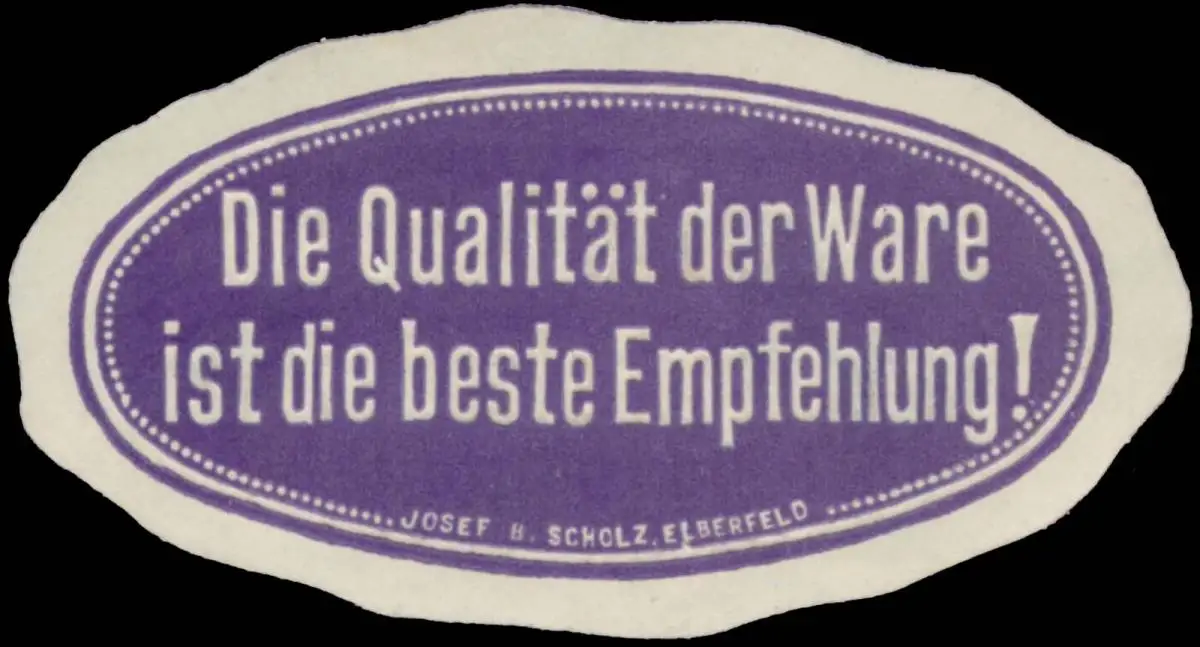 Die Qualität der Ware
ist die beste Empfehlung!
JOSEF B. SCHOLZ, ELBERFELD